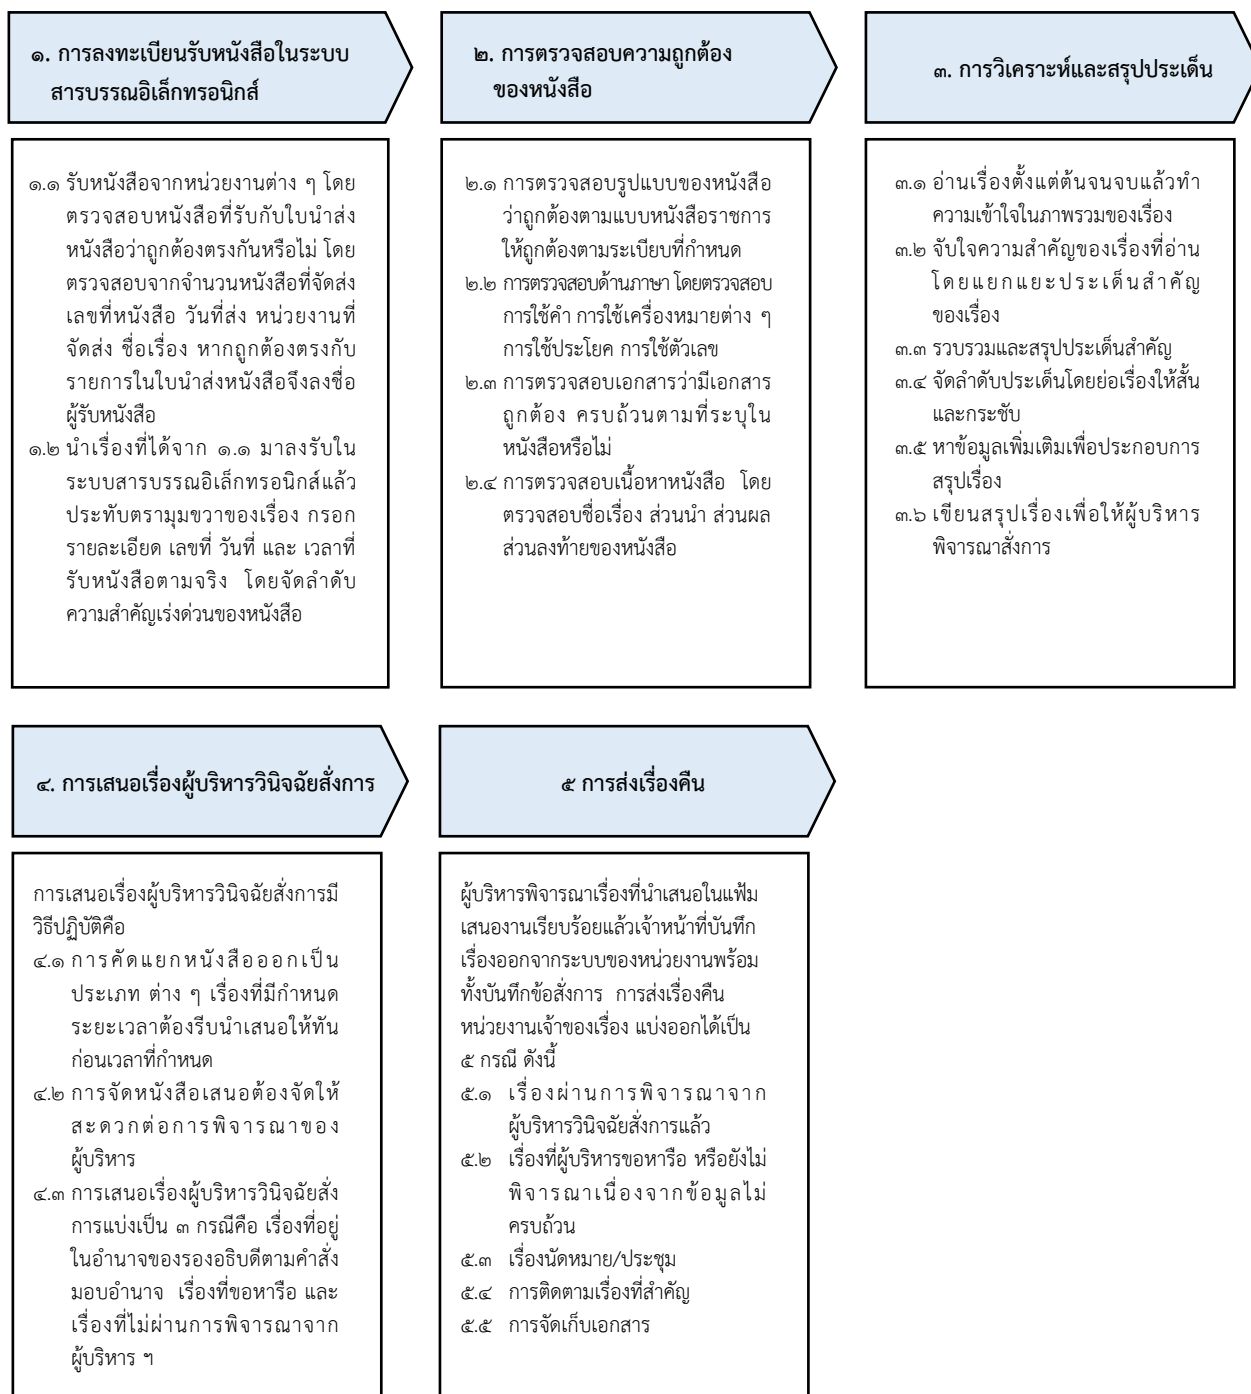 ๑. การลงทะเบียนรับหนังสือในระบบ
สารบรรณอิเล็กทรอนิกส์
๑.๑ รับหนังสือจากหน่วยงานต่าง ๆ โดย
ตรวจสอบหนังสือที่รับกับใบนำส่ง
หนังสือว่าถูกต้องตรงกันหรือไม่ โดย
ตรวจสอบจากจำนวนหนังสือที่จัดส่ง
เลขที่หนังสือ วันที่ส่ง หน่วยงานที่
จัดส่ง ชื่อเรื่อง หากถูกต้องตรงกับ
รายการในใบนำส่งหนังสือจึงลงชื่อ
ผู้รับหนังสือ
๑.๒ นำเรื่องที่ได้จาก ๑.๑ มาลงรับใน
ระบบสารบรรณอิเล็กทรอนิกส์แล้ว
ประทับตรามุมขวาของเรื่อง กรอก
รายละเอียด เลขที่ วันที่ และ เวลาที่
รับหนังสือตามจริง โดยจัดลำดับ
ความสำคัญเร่งด่วนของหนังสือ
๒. การตรวจสอบความถูกต้อง
ของหนังสือ
๒.๑ การตรวจสอบรูปแบบของหนังสือ
ว่าถูกต้องตามแบบหนังสือราชการ
ให้ถูกต้องตามระเบียบที่กำหนด
๒.๒ การตรวจสอบด้านภาษา โดยตรวจสอบ
การใช้คำ การใช้เครื่องหมายต่าง ๆ
การใช้ประโยค การใช้ตัวเลข
๒.๓ การตรวจสอบเอกสารว่ามีเอกสาร
ถูกต้อง ครบถ้วนตามที่ระบุใน
หนังสือหรือไม่
๒.๔ การตรวจสอบเนื้อหาหนังสือ โดย
ตรวจสอบชื่อเรื่อง ส่วนนำ ส่วนผล
ส่วนลงท้ายของหนังสือ
๓. การวิเคราะห์และสรุปประเด็น
๓.๑ อ่านเรื่องตั้งแต่ต้นจนจบแล้วทำ
ความเข้าใจในภาพรวมของเรื่อง
๓.๒ จับใจความสำคัญของเรื่องที่อ่าน
โดยแยกแยะประเด็นสำคัญ
ของเรื่อง
๓.๓ รวบรวมและสรุปประเด็นสำคัญ
๓.๔ จัดลำดับประเด็นโดยย่อเรื่องให้สั้น
และกระชับ
๓.๕ หาข้อมูลเพิ่มเติมเพื่อประกอบการ
สรุปเรื่อง
๓.๖ เขียนสรุปเรื่องเพื่อให้ผู้บริหาร
พิจารณาสั่งการ
๔. การเสนอเรื่องผู้บริหารวินิจฉัยสั่งการ
การเสนอเรื่องผู้บริหารวินิจฉัยสั่งการมี
วิธีปฏิบัติคือ
๔.๑ การคัดแยกหนังสือออกเป็น
ประเภท ต่าง ๆ เรื่องที่มีกำหนด
ระยะเวลาต้องรีบนำเสนอให้ทัน
ก่อนเวลาที่กำหนด
๔.๒ การจัดหนังสือเสนอต้องจัดให้
สะดวกต่อการพิจารณาของ
ผู้บริหาร
๔.๓ การเสนอเรื่องผู้บริหารวินิจฉัยสั่ง
การแบ่งเป็น ๓ กรณีคือ เรื่องที่อยู่
ในอำนาจของรองอธิบดีตามคำสั่ง
มอบอำนาจ เรื่องที่ขอหารือ และ
เรื่องที่ไม่ผ่านการพิจารณาจาก
ผู้บริหาร ฯ
๕ การส่งเรื่องคืน
ผู้บริหารพิจารณาเรื่องที่นำเสนอในแฟ้ม
เสนองานเรียบร้อยแล้วเจ้าหน้าที่บันทึก
เรื่องออกจากระบบของหน่วยงานพร้อม
ทั้งบันทึกข้อสั่งการ การส่งเรื่องคืน
หน่วยงานเจ้าของเรื่อง แบ่งออกได้เป็น
๕ กรณี ดังนี้
๕.๑ เรื่องผ่านการพิจารณาจาก
ผู้บริหารวินิจฉัยสั่งการแล้ว
๕.๒ เรื่องที่ผู้บริหารขอหารือ หรือยังไม่
พิจารณาเนื่องจากข้อมูลไม่
ครบถ้วน
๕.๓ เรื่องนัดหมาย/ประชุม
๕.๔ การติดตามเรื่องที่สำคัญ
๕.๕ การจัดเก็บเอกสาร